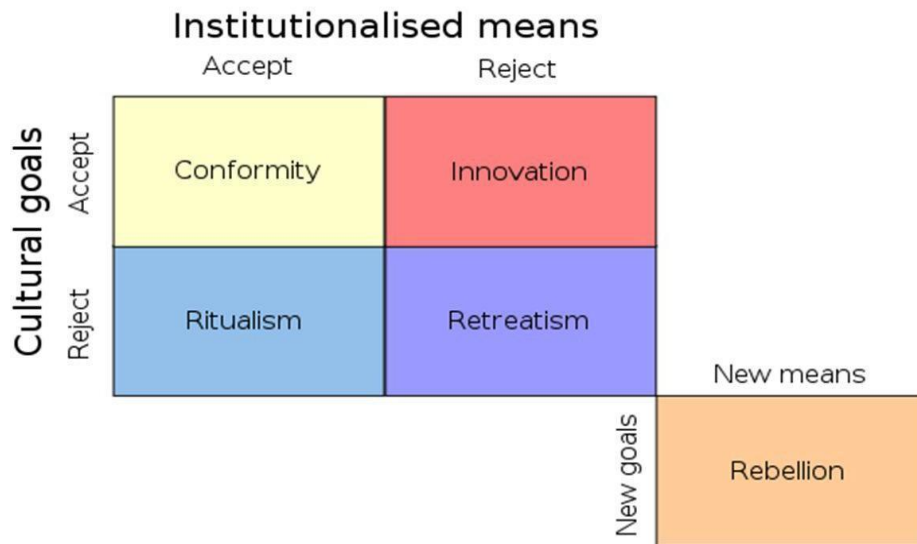 Institutionalised means
Accept
Reject
Cultural goals
Accept
Conformity
Innovation
Reject
Ritualism
Retreatism
New means
New goals
Rebellion